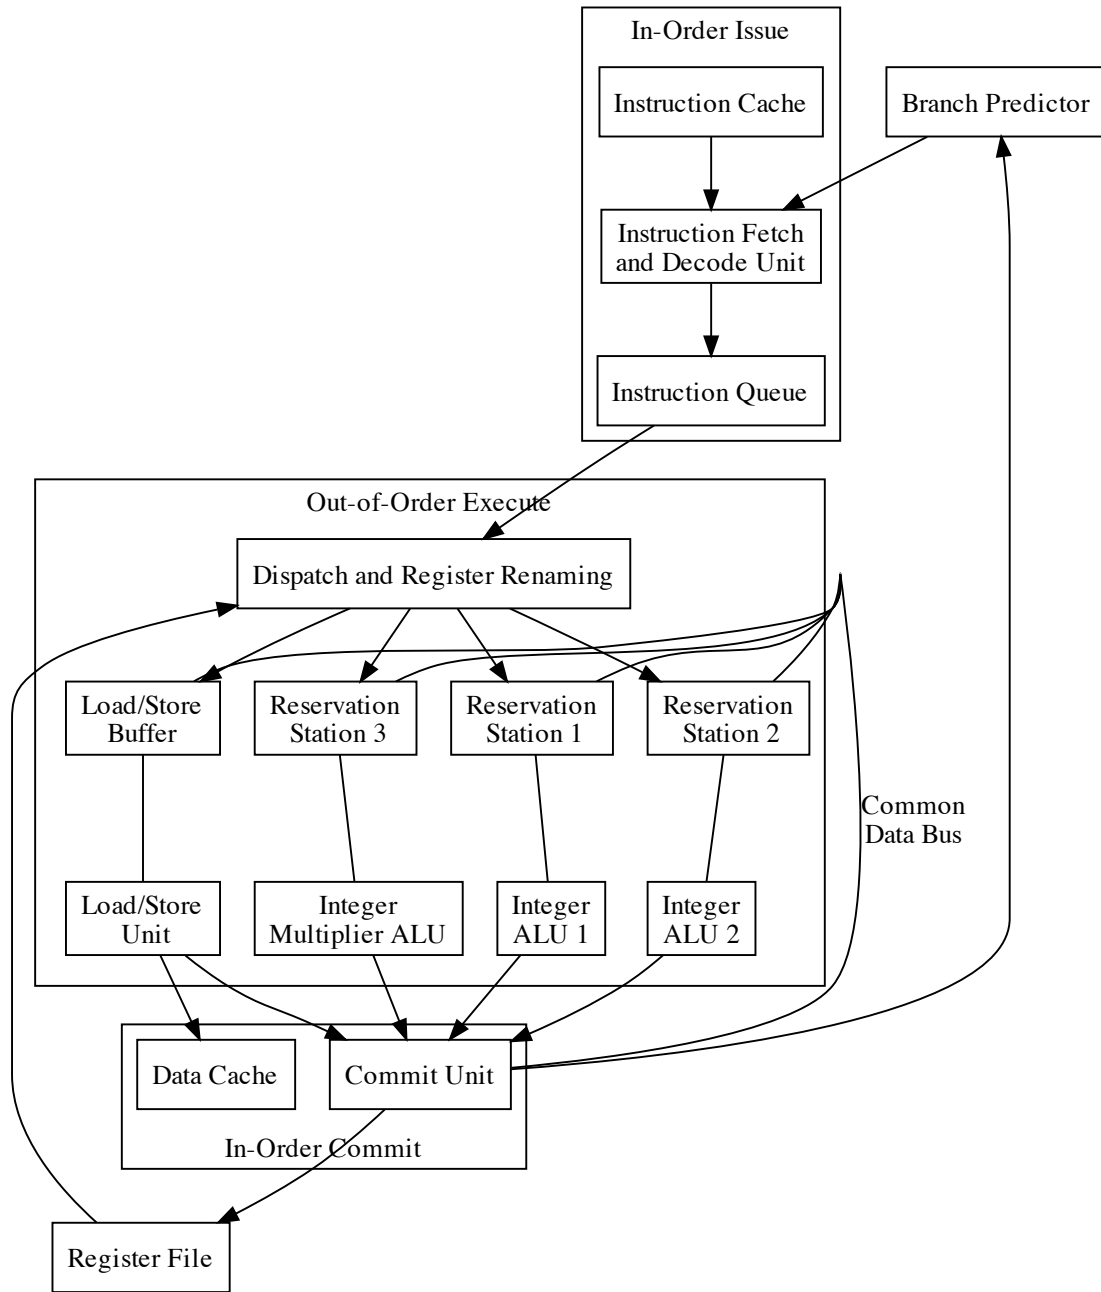 In-Order Issue
Instruction Cache
Branch Predictor
Instruction Fetch
and Decode Unit
Instruction Queue
Out-of-Order Execute
Dispatch and Register Renaming
Load/Store
Buffer
Reservation
Station 3
Reservation
Station 1
Reservation
Station 2
Common
Data Bus
Load/Store
Unit
Integer
Multiplier ALU
Integer
ALU 1
Integer
ALU 2
Data Cache
Commit Unit
In-Order Commit
Register File